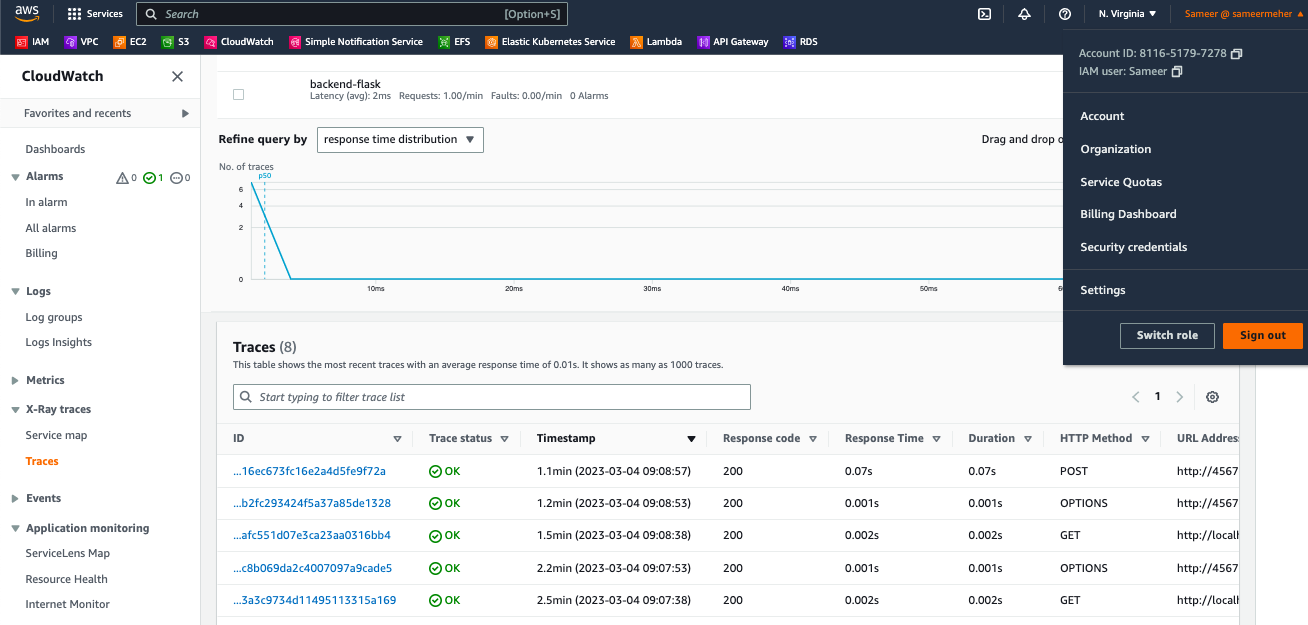 aws Services Search [Option+S] N. Virginia Sameer @ sameermeher
IAM VPC EC2 S3 CloudWatch Simple Notification Service EFS Elastic Kubernetes Service Lambda API Gateway RDS
CloudWatch
Favorites and recents
Dashboards
Alarms 0 1 0
In alarm
All alarms
Billing
Logs
Log groups
Logs Insights
Metrics
X-Ray traces
Service map
Traces
Events
Application monitoring
ServiceLens Map
Resource Health
Internet Monitor
backend-flask
Latency (avg): 2ms Requests: 1.00/min Faults: 0.00/min 0 Alarms
Refine query by response time distribution Drag and drop o
No. of traces
p50
6
4
2
0
10ms 20ms 30ms 40ms 50ms 6
Traces (8)
This table shows the most recent traces with an average response time of 0.01s. It shows as many as 1000 traces.
Start typing to filter trace list 1
ID Trace status Timestamp Response code Response Time Duration HTTP Method URL Addres
...16ec673fc16e2a4d5fe9f72a OK 1.1min (2023-03-04 09:08:57) 200 0.07s 0.07s POST http://4567
...b2fc293424f5a37a85de1328 OK 1.2min (2023-03-04 09:08:53) 200 0.001s 0.001s OPTIONS http://4567
...afc551d07e3ca23aa0316bb4 OK 1.5min (2023-03-04 09:08:38) 200 0.002s 0.002s GET http://local
...c8b069da2c4007097a9cade5 OK 2.2min (2023-03-04 09:07:53) 200 0.001s 0.001s OPTIONS http://4567
...3a3c9734d11495113315a169 OK 2.5min (2023-03-04 09:07:38) 200 0.002s 0.002s GET http://local
Account ID: 8116-5179-7278
IAM user: Sameer
Account
Organization
Service Quotas
Billing Dashboard
Security credentials
Settings
Switch role Sign out